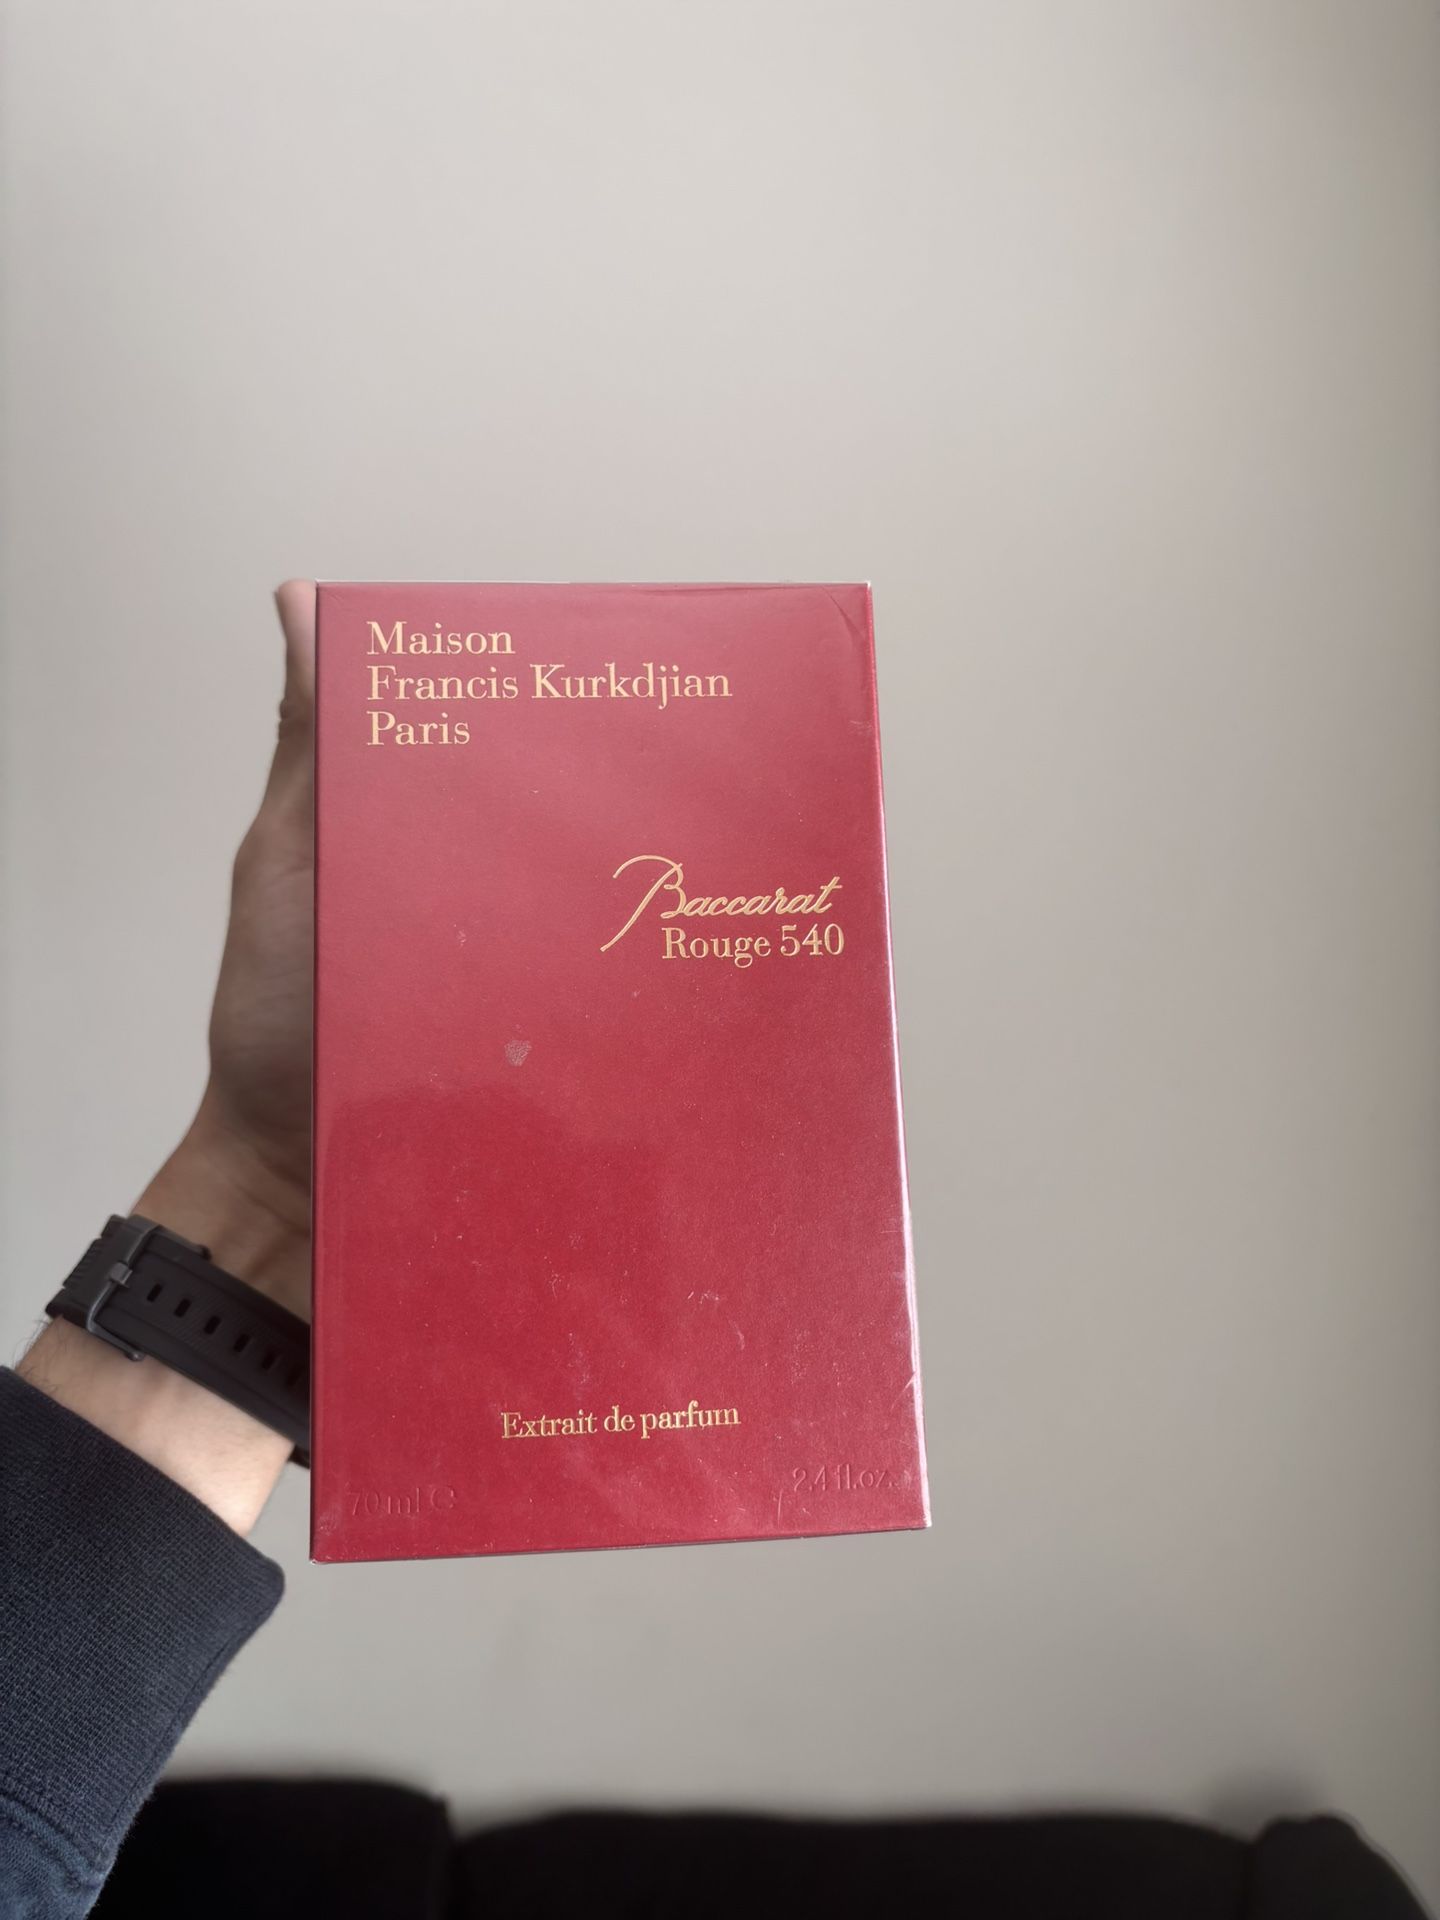 Maison
Francis Kurkdjian
Paris
Baccarat
Rouge 540
Extrait de parfum
70 ml ℮ 2.4 fl.oz.